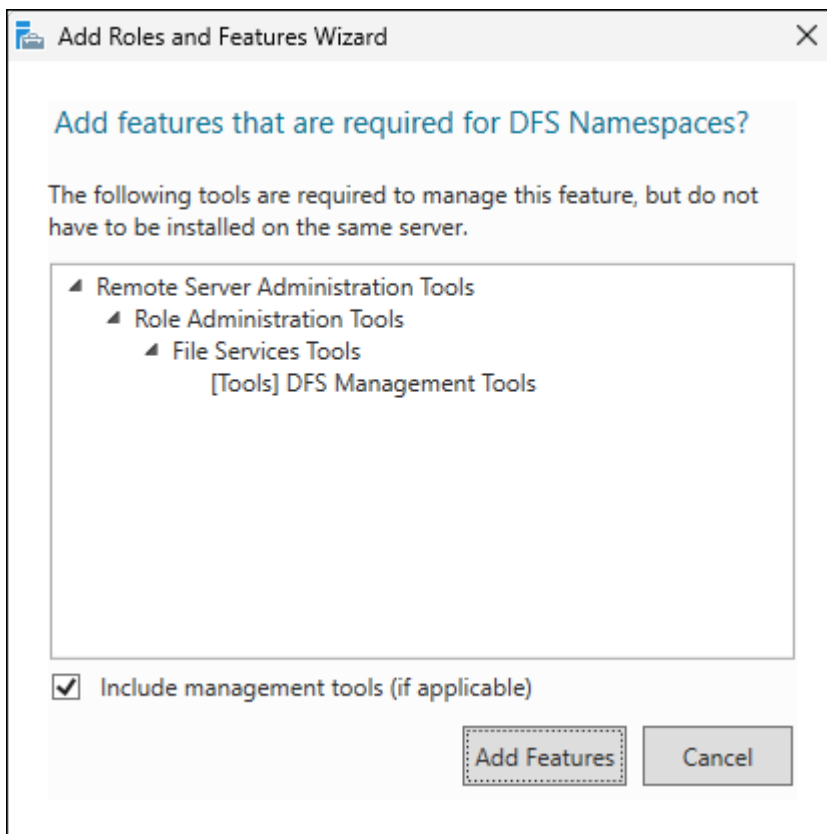 Add Roles and Features Wizard
Add features that are required for DFS Namespaces?
The following tools are required to manage this feature, but do not
have to be installed on the same server.
Remote Server Administration Tools
Role Administration Tools
File Services Tools
[Tools] DFS Management Tools
Include management tools (if applicable)
Add Features
Cancel